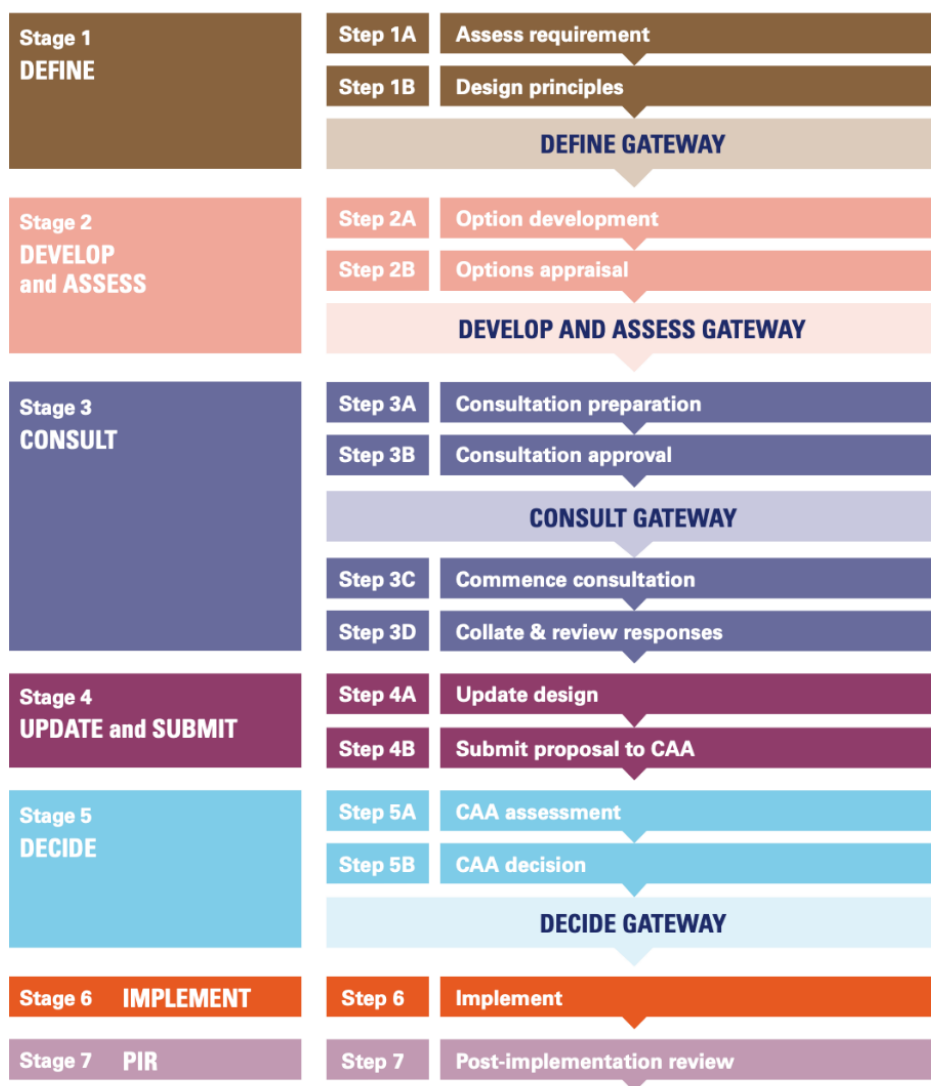 Stage 1
DEFINE
Step 1A Assess requirement
Step 1B Design principles
DEFINE GATEWAY
Stage 2
DEVELOP
and ASSESS
Step 2A Option development
Step 2B Options appraisal
DEVELOP AND ASSESS GATEWAY
Stage 3
CONSULT
Step 3A Consultation preparation
Step 3B Consultation approval
CONSULT GATEWAY
Step 3C Commence consultation
Step 3D Collate & review responses
Stage 4
UPDATE and SUBMIT
Step 4A Update design
Step 4B Submit proposal to CAA
Stage 5
DECIDE
Step 5A CAA assessment
Step 5B CAA decision
DECIDE GATEWAY
Stage 6 IMPLEMENT
Step 6 Implement
Stage 7 PIR
Step 7 Post-implementation review